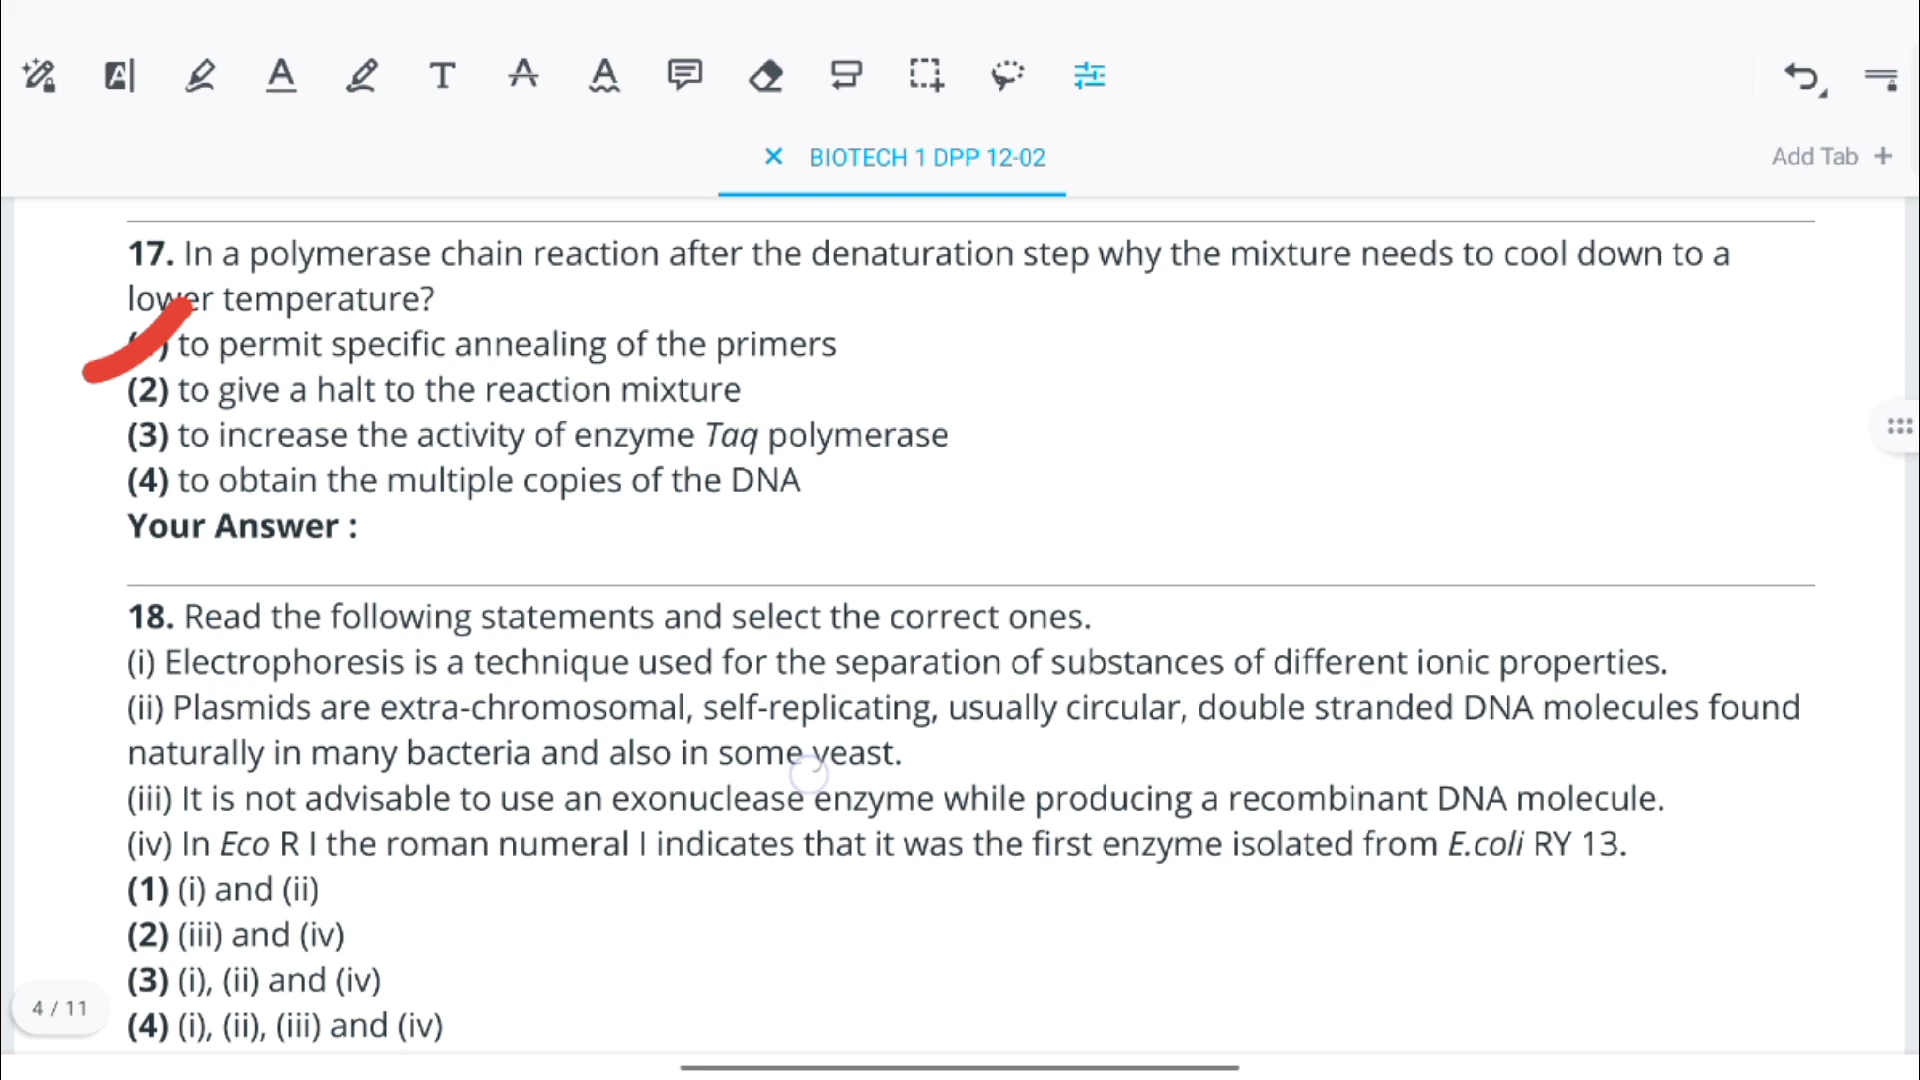 T
BIOTECH 1 DPP 12-02
Add Tab +
17. In a polymerase chain reaction after the denaturation step why the mixture needs to cool down to a
lower temperature?
to permit specific annealing of the primers
(2) to give a halt to the reaction mixture
(3) to increase the activity of enzyme Taq polymerase
(4) to obtain the multiple copies of the DNA
Your Answer :
18. Read the following statements and select the correct ones.
(i) Electrophoresis is a technique used for the separation of substances of different ionic properties.
(ii) Plasmids are extra-chromosomal, self-replicating, usually circular, double stranded DNA molecules found
naturally in many bacteria and also in some yeast.
(iii) It is not advisable to use an exonuclease enzyme while producing a recombinant DNA molecule.
(iv) In Eco R I the roman numeral I indicates that it was the first enzyme isolated from E.coli RY 13.
(1) (i) and (ii)
(2) (iii) and (iv)
(3) (i), (ii) and (iv)
(4) (i), (ii), (iii) and (iv)
4 / 11